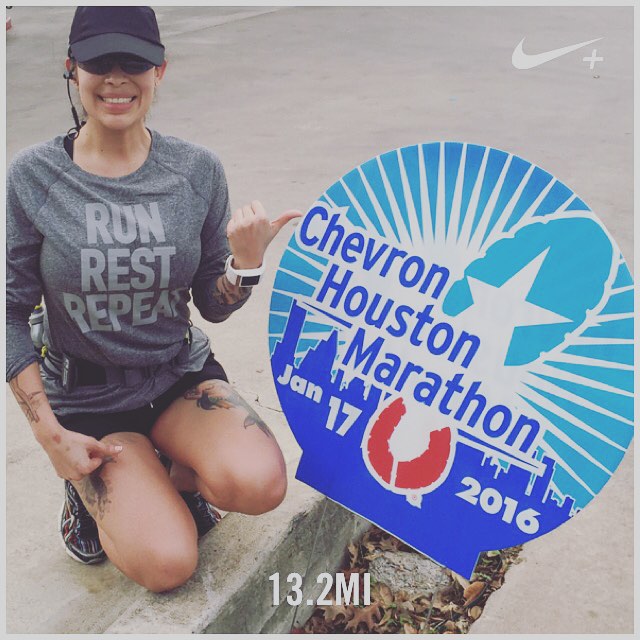 RUN
REST
REPEAT
Chevron
Houston
Marathon
Jan 17
2016
13.2MI